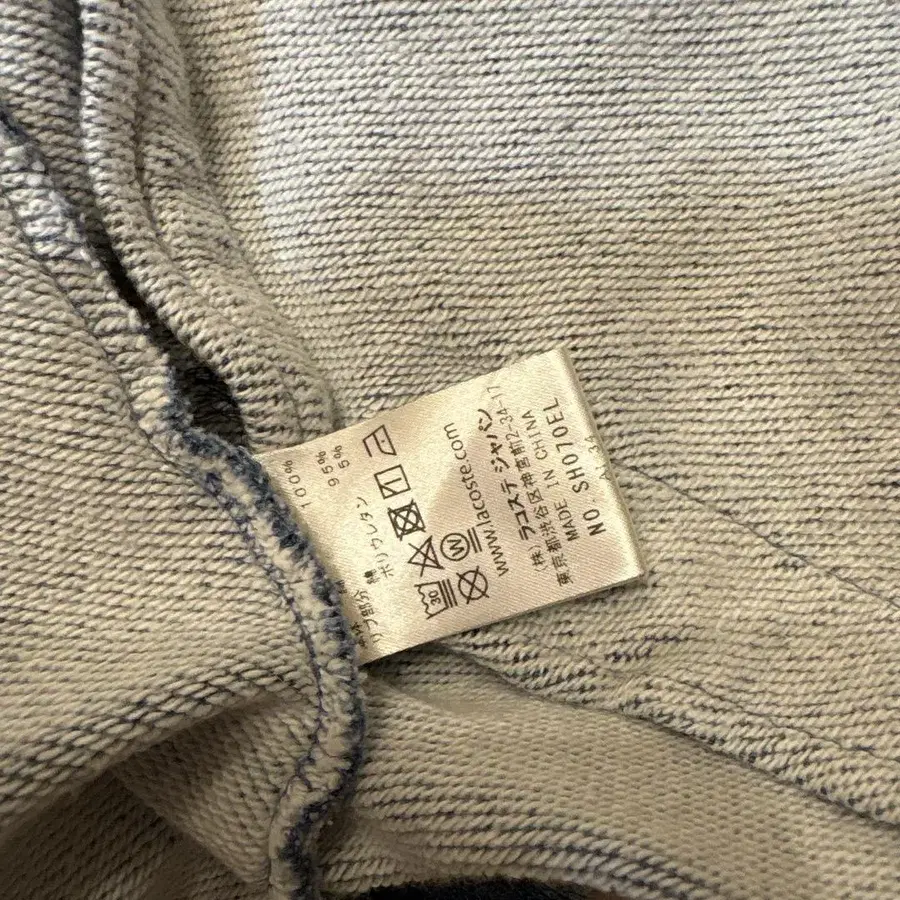 100%
リブ部分 綿 95%
ポリウレタン 5%
30
W
www.lacoste.com
(株) ラコステ ジャパン
東京都渋谷区神宮前2-34-17
MADE IN CHINA
NO. SH070EL